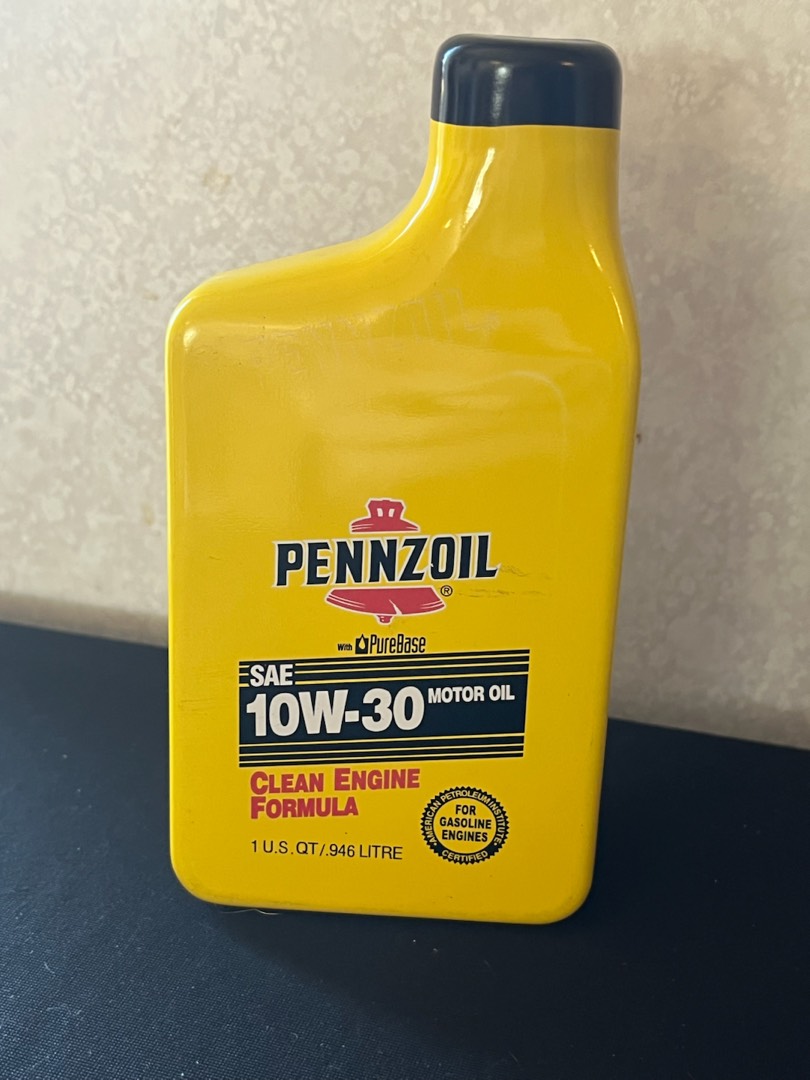 PENNZOIL®
With PureBase
SAE
10W-30 MOTOR OIL
CLEAN ENGINE
FORMULA
1 U.S. QT/.946 LITRE
AMERICAN PETROLEUM INSTITUTE
FOR
GASOLINE
ENGINES
CERTIFIED